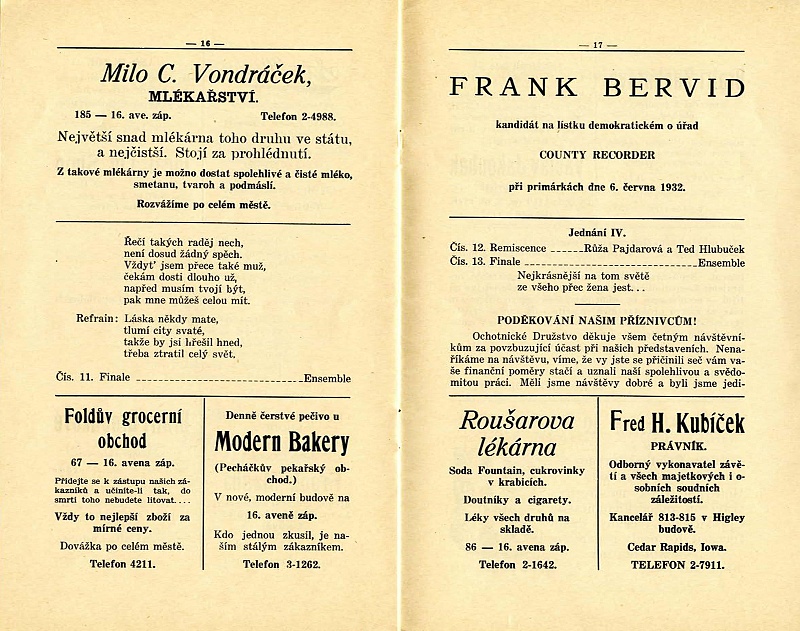 — 16 —
Milo C. Vondráček,
MLÉKAŘSTVÍ.
185 — 16. ave. záp. Telefon 2-4988.
Největší snad mlékárna toho druhu ve státu,
a nejčistší. Stojí za prohlédnutí.
Z takové mlékárny je možno dostat spolehlivé a čisté mléko,
smetanu, tvaroh a podmáslí.
Rozvážíme po celém městě.
Řečí takých raděj nech,
není dosud žádný spěch.
Vždyt' jsem přece také muž,
čekám dosti dlouho už,
napřed musím tvojí být,
pak mne můžeš celou mít.
Refrain: Láska někdy mate,
tlumí city svaté,
takže by jsi hřešil hned,
třeba ztratil celý svět.
Čís. 11. Finale Ensemble
Foldův grocerní
obchod
67 — 16. avena záp.
Přidejte se k zástupu našich zá-
kazníků a učiníte-li tak, do
smrti toho nebudete litovat....
Vždy to nejlepší zboží za
mírné ceny.
Dovážka po celém městě.
Telefon 4211.
Denně čerstvé pečivo u
Modern Bakery
(Pecháčkův pekařský ob-
chod.)
V nové, moderní budově na
16. aveně záp.
Kdo jednou zkusil, je na-
ším stálým zákazníkem.
Telefon 3-1262.
— 17 —
FRANK BERVID
kandidát na lístku demokratickém o úřad
COUNTY RECORDER
při primárkách dne 6. června 1932.
Jednání IV.
Čís. 12. Remiscence Růža Pajdarová a Ted Hlubuček
Čís. 13. Finale Ensemble
Nejkrásnější na tom světě
ze všeho přec žena jest...
PODĚKOVÁNÍ NAŠIM PŘÍZNIVCŮM!
Ochotnické Družstvo děkuje všem četným návštěvní-
kům za povzbuzující účast při našich představeních. Nena-
říkáme na návštěvu, víme, že vy jste se přičinili seč vám va-
še finanční poměry stačí a uznali naší spolehlivou a svědo-
mitou práci. Měli jsme návštěvy dobré a byli jsme jedi-
Roušarova
lékárna
Soda Fountain, cukrovinky
v krabicích.
Doutníky a cigarety.
Léky všech druhů na
skladě.
86 — 16. avena záp.
Telefon 2-1642.
Fred H. Kubíček
PRÁVNÍK.
Odborný vykonavatel závě-
tí a všech majetkových i o-
sobních soudních
záležitostí.
Kancelář 813-815 v Higley
budově.
Cedar Rapids, Iowa.
TELEFON 2-7911.